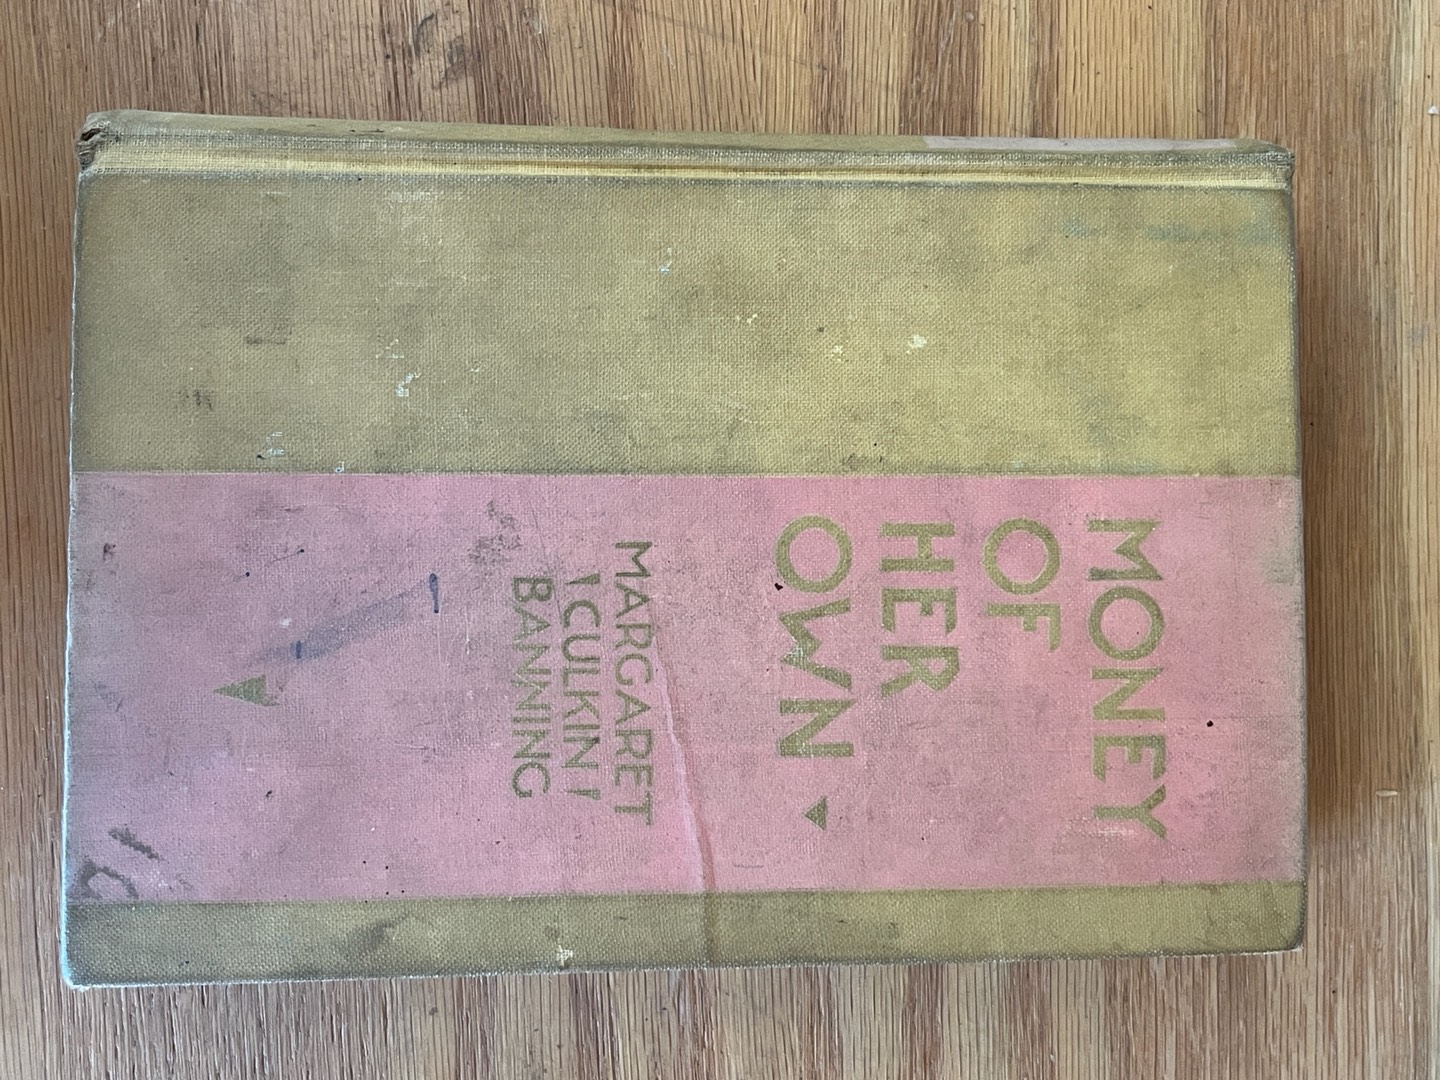 MONEY
OF
HER
OWN
MARGARET
CULKIN
BANNING